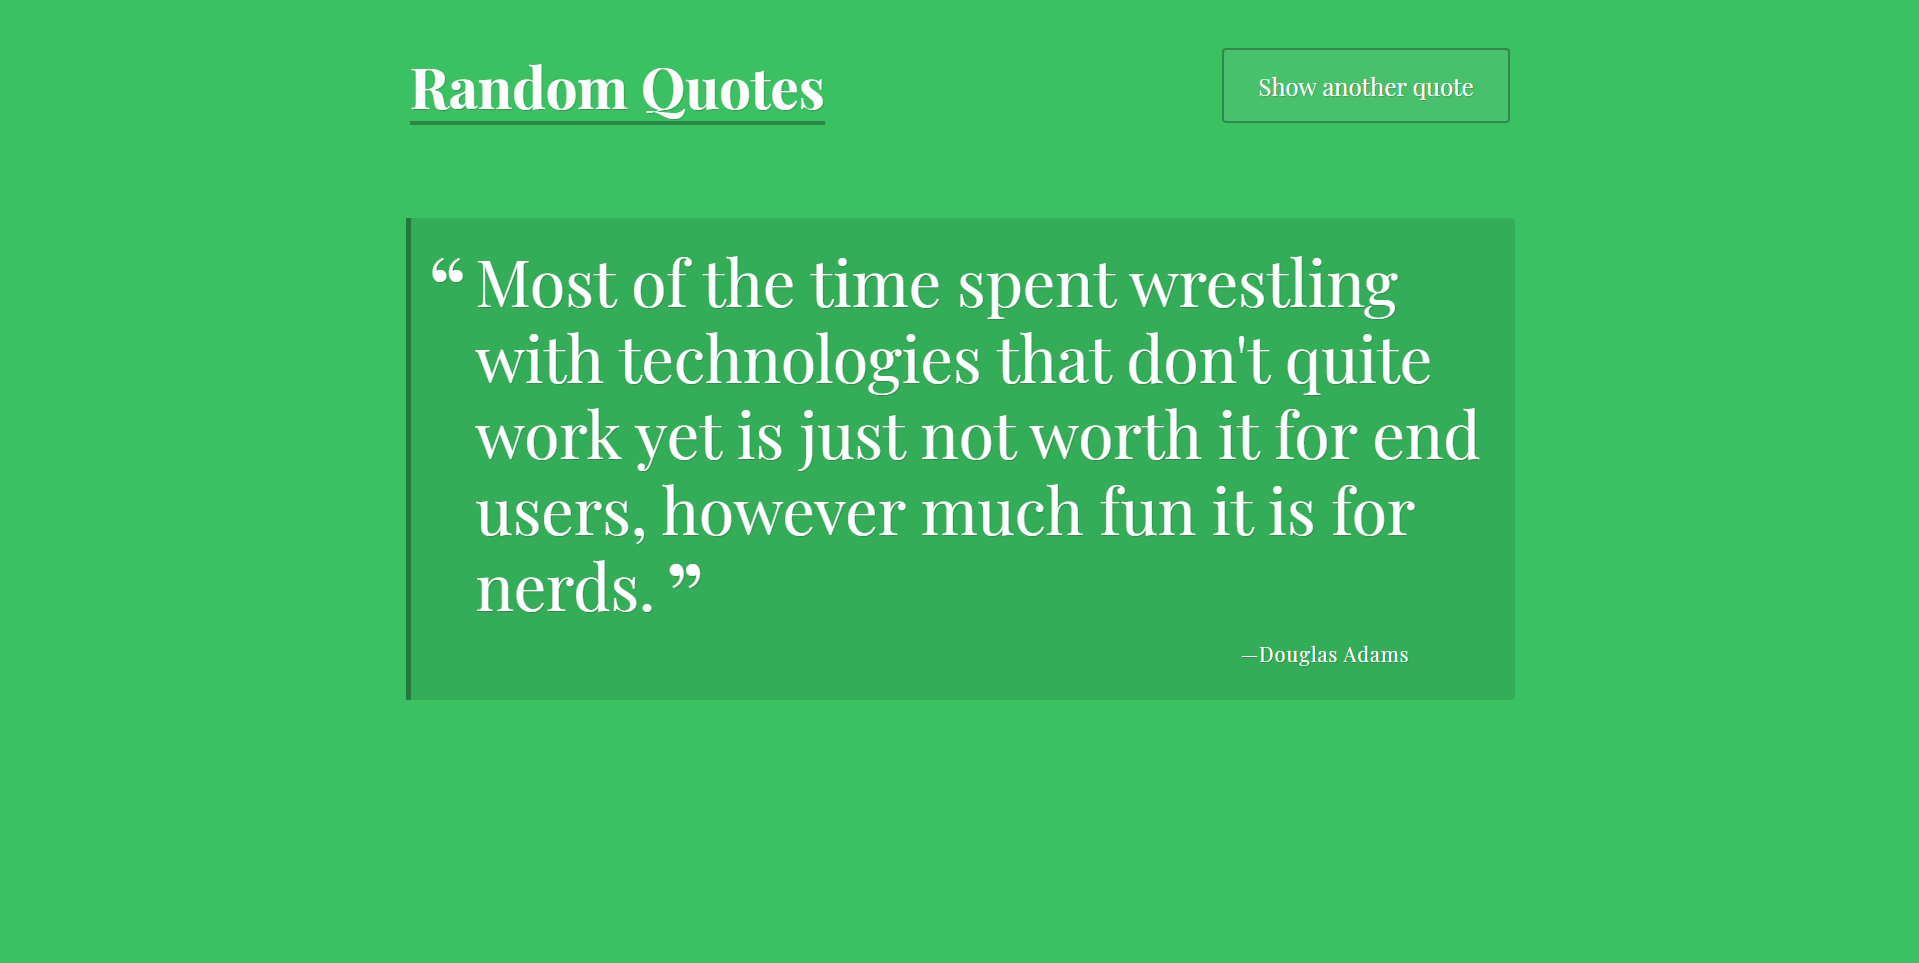 Random Quotes
Show another quote
“Most of the time spent wrestling
with technologies that don't quite
work yet is just not worth it for end
users, however much fun it is for
nerds.”
—Douglas Adams